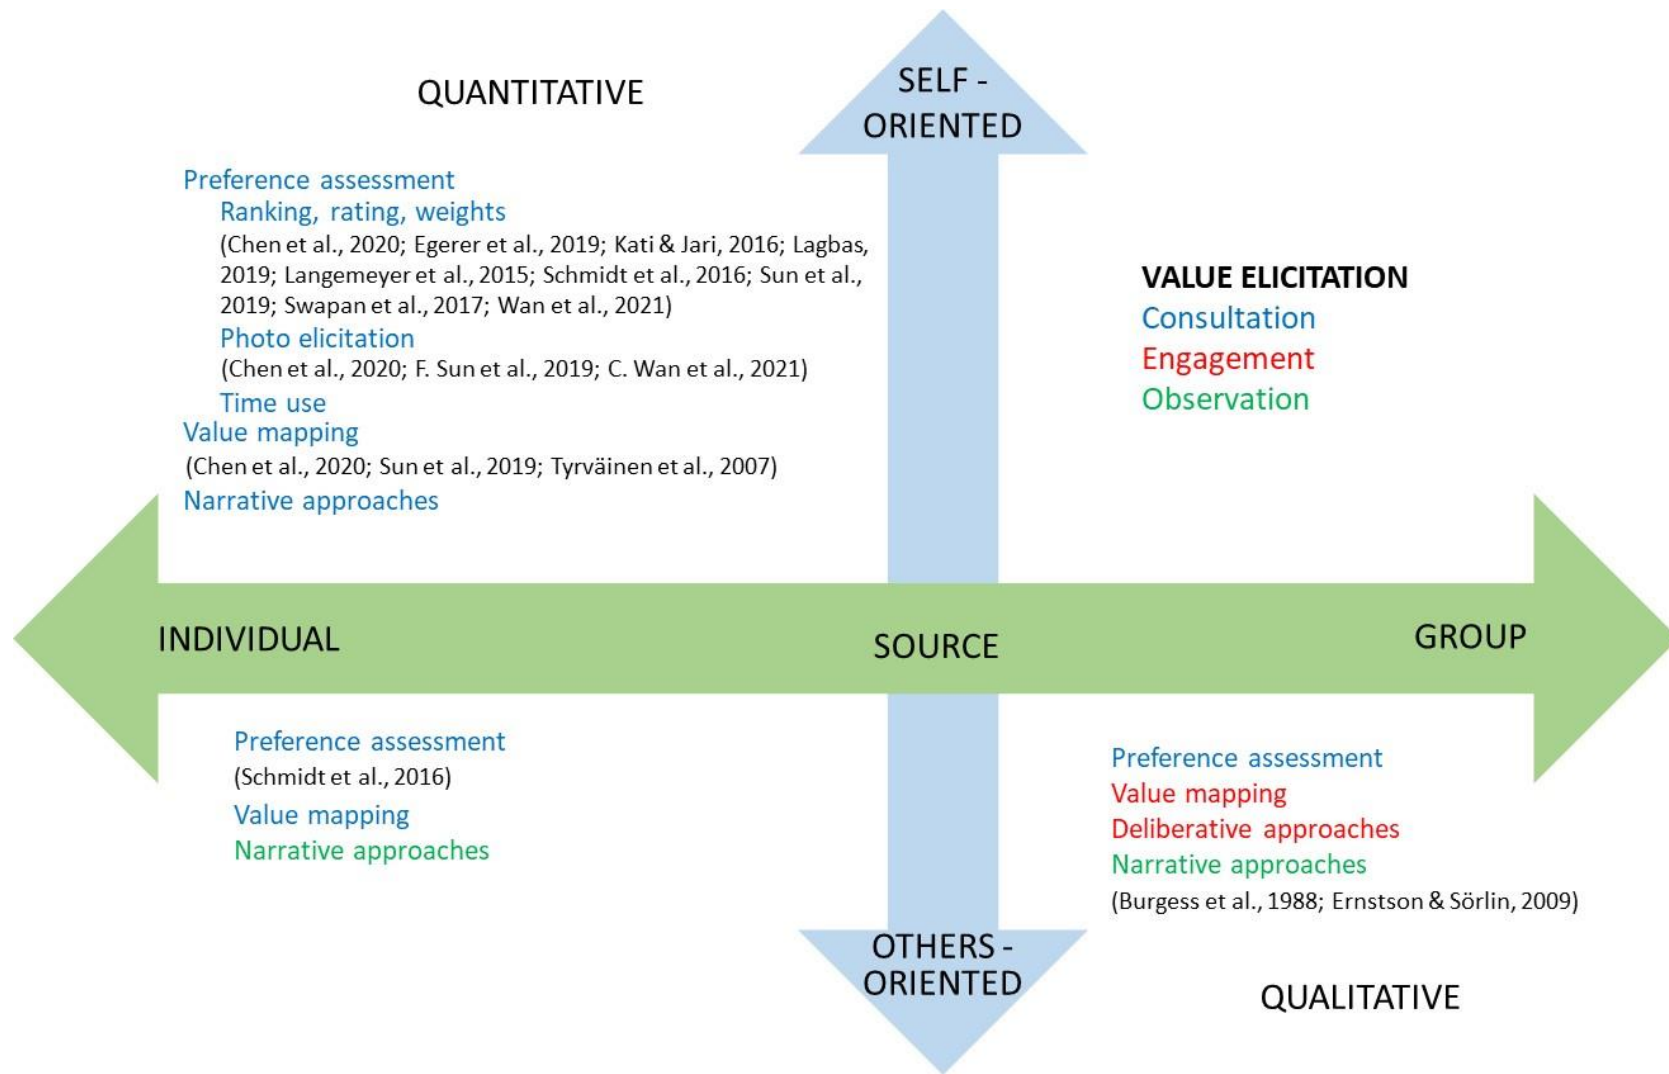 QUANTITATIVE
SELF -
ORIENTED
Preference assessment
Ranking, rating, weights
(Chen et al., 2020; Egerer et al., 2019; Kati & Jari, 2016; Lagbas,
2019; Langemeyer et al., 2015; Schmidt et al., 2016; Sun et al.,
2019; Swapan et al., 2017; Wan et al., 2021)
Photo elicitation
(Chen et al., 2020; F. Sun et al., 2019; C. Wan et al., 2021)
Time use
Value mapping
(Chen et al., 2020; Sun et al., 2019; Tyrväinen et al., 2007)
Narrative approaches
VALUE ELICITATION
Consultation
Engagement
Observation
INDIVIDUAL
SOURCE
GROUP
Preference assessment
(Schmidt et al., 2016)
Value mapping
Narrative approaches
Preference assessment
Value mapping
Deliberative approaches
Narrative approaches
(Burgess et al., 1988; Ernstson & Sörlin, 2009)
OTHERS -
ORIENTED
QUALITATIVE